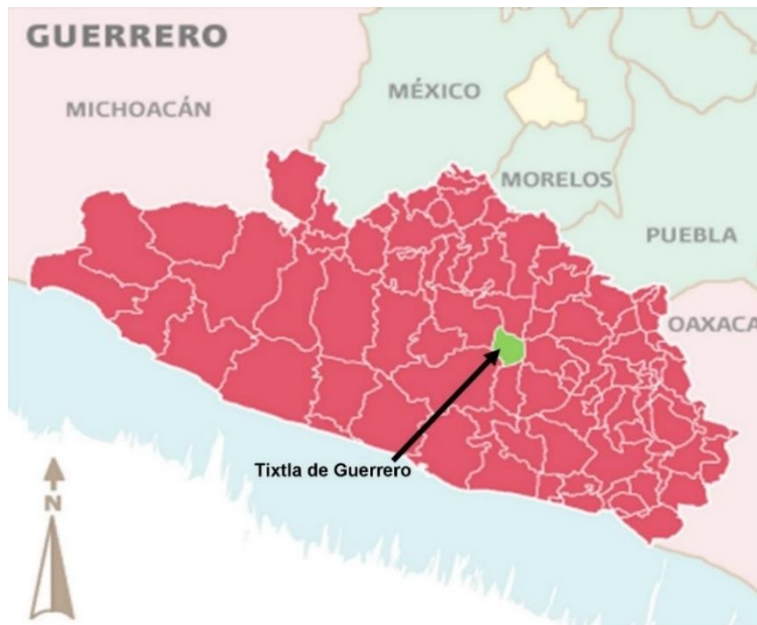 GUERRERO
MÉXICO
MICHOACÁN
MORELOS
PUEBLA
OAXACA
Tixtla de Guerrero
N